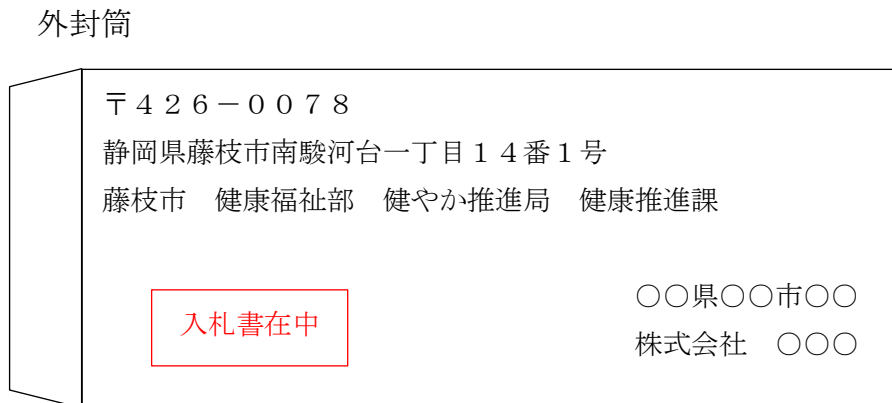 外封筒
〒４２６－００７８
静岡県藤枝市南駿河台一丁目１４番１号
藤枝市　健康福祉部　健やか推進局　健康推進課
○○県○○市○○
入札書在中
株式会社　○○○